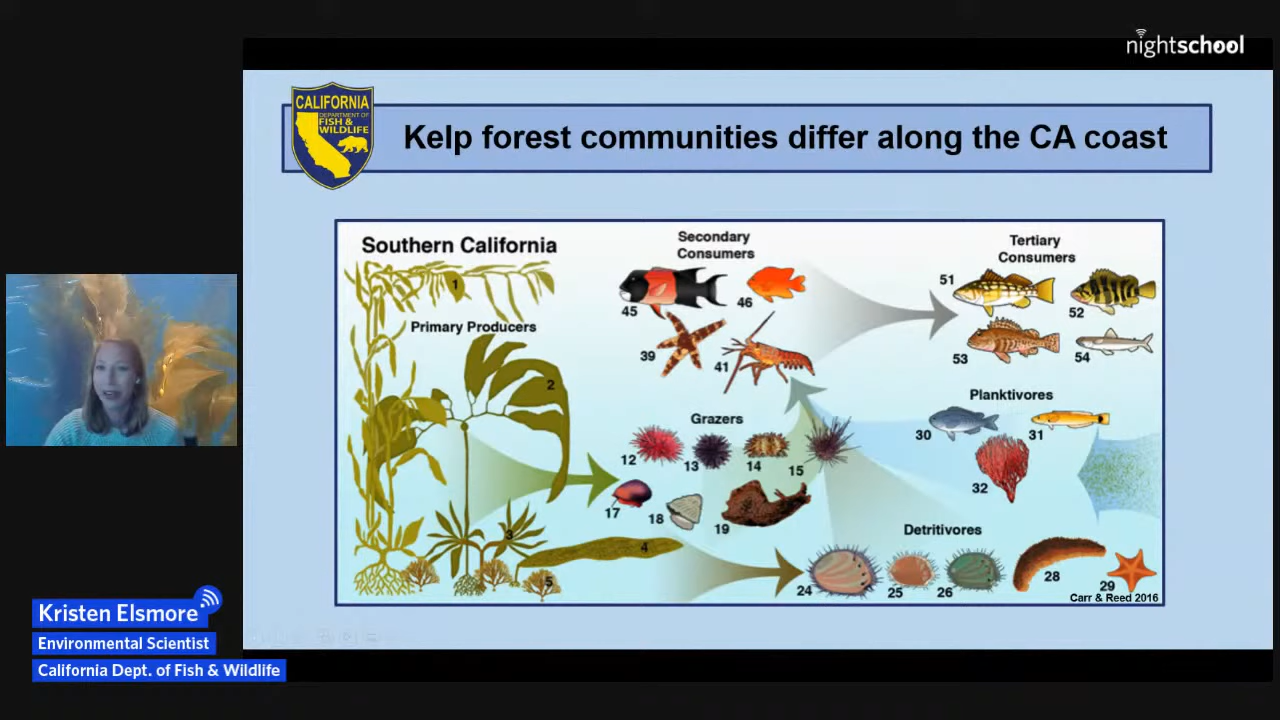 nightschool
CALIFORNIA
DEPARTMENT OF
FISH &
WILDLIFE
Kelp forest communities differ along the CA coast
Southern California
Primary Producers
1
2
3
4
5
Secondary
Consumers
45
46
39
41
Grazers
12
13
14
15
17
18
19
Tertiary
Consumers
51
52
53
54
Planktivores
30
31
32
Detritivores
24
25
26
28
29
Carr & Reed 2016
Kristen Elsmore
Environmental Scientist
California Dept. of Fish & Wildlife